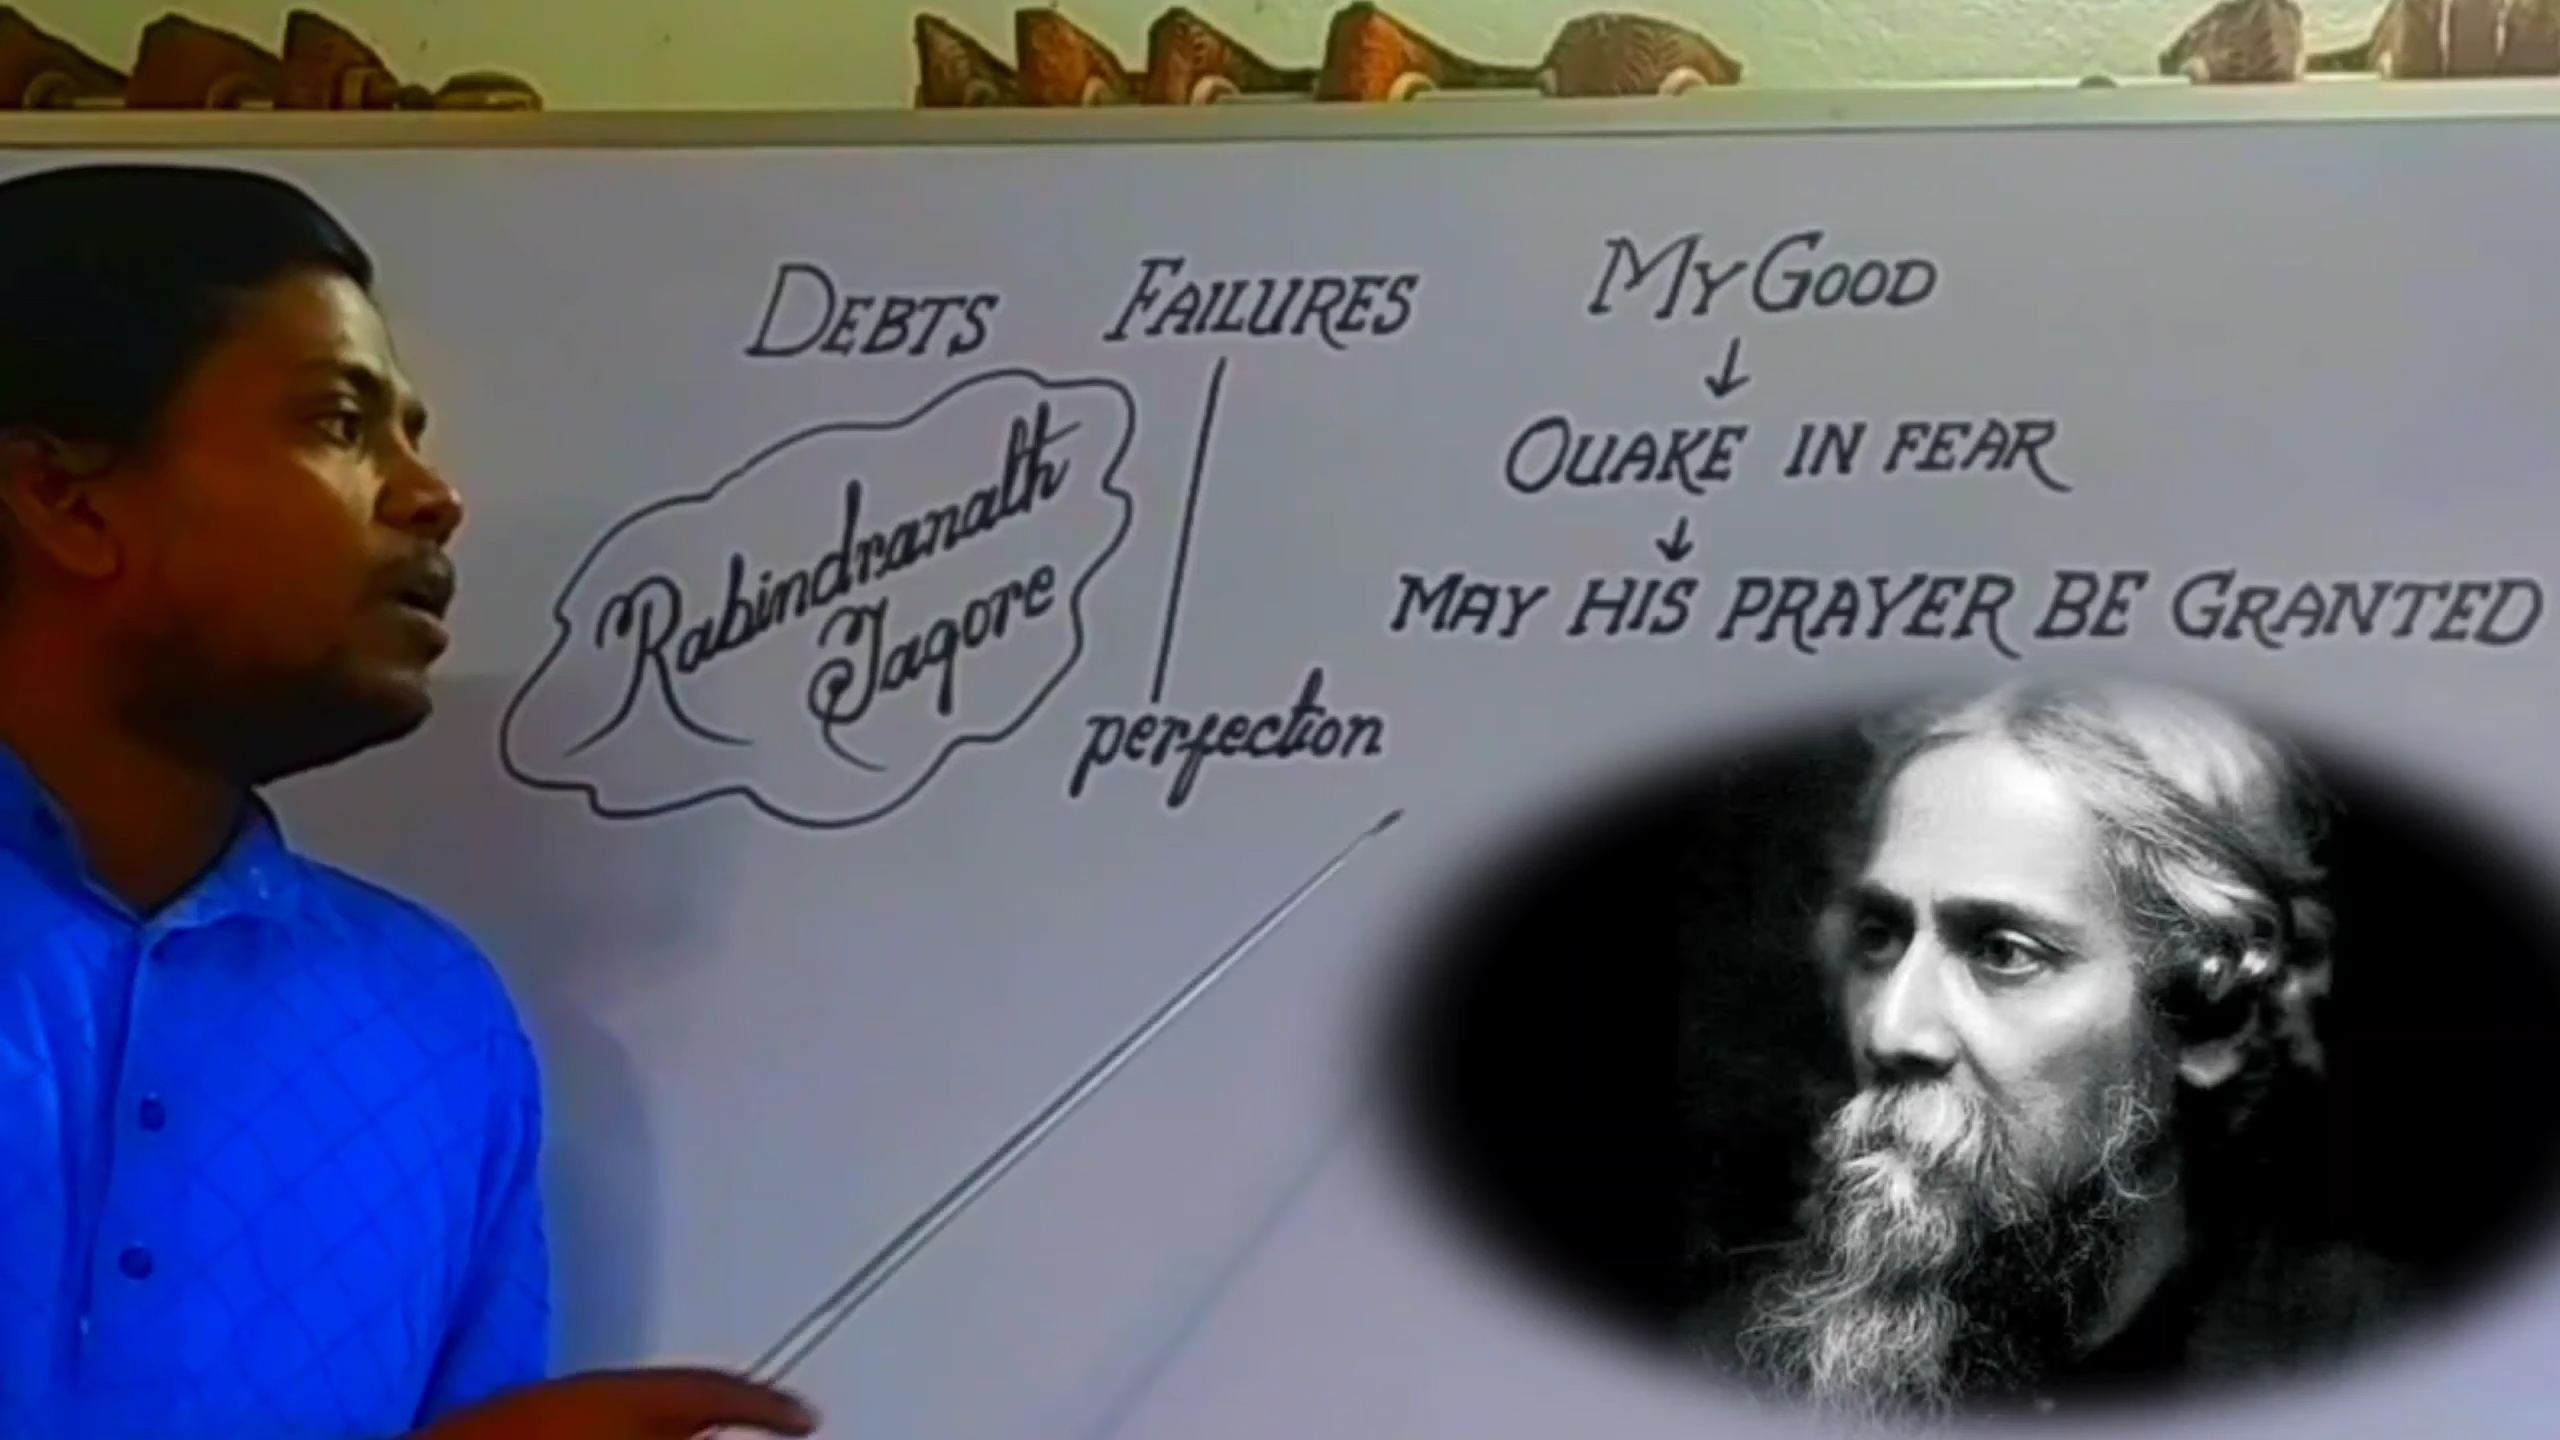 DEBTS FAILURES MY GOOD
↓
QUAKE IN FEAR
↓
MAY HIS PRAYER BE GRANTED
Rabindranath
Tagore
perfection